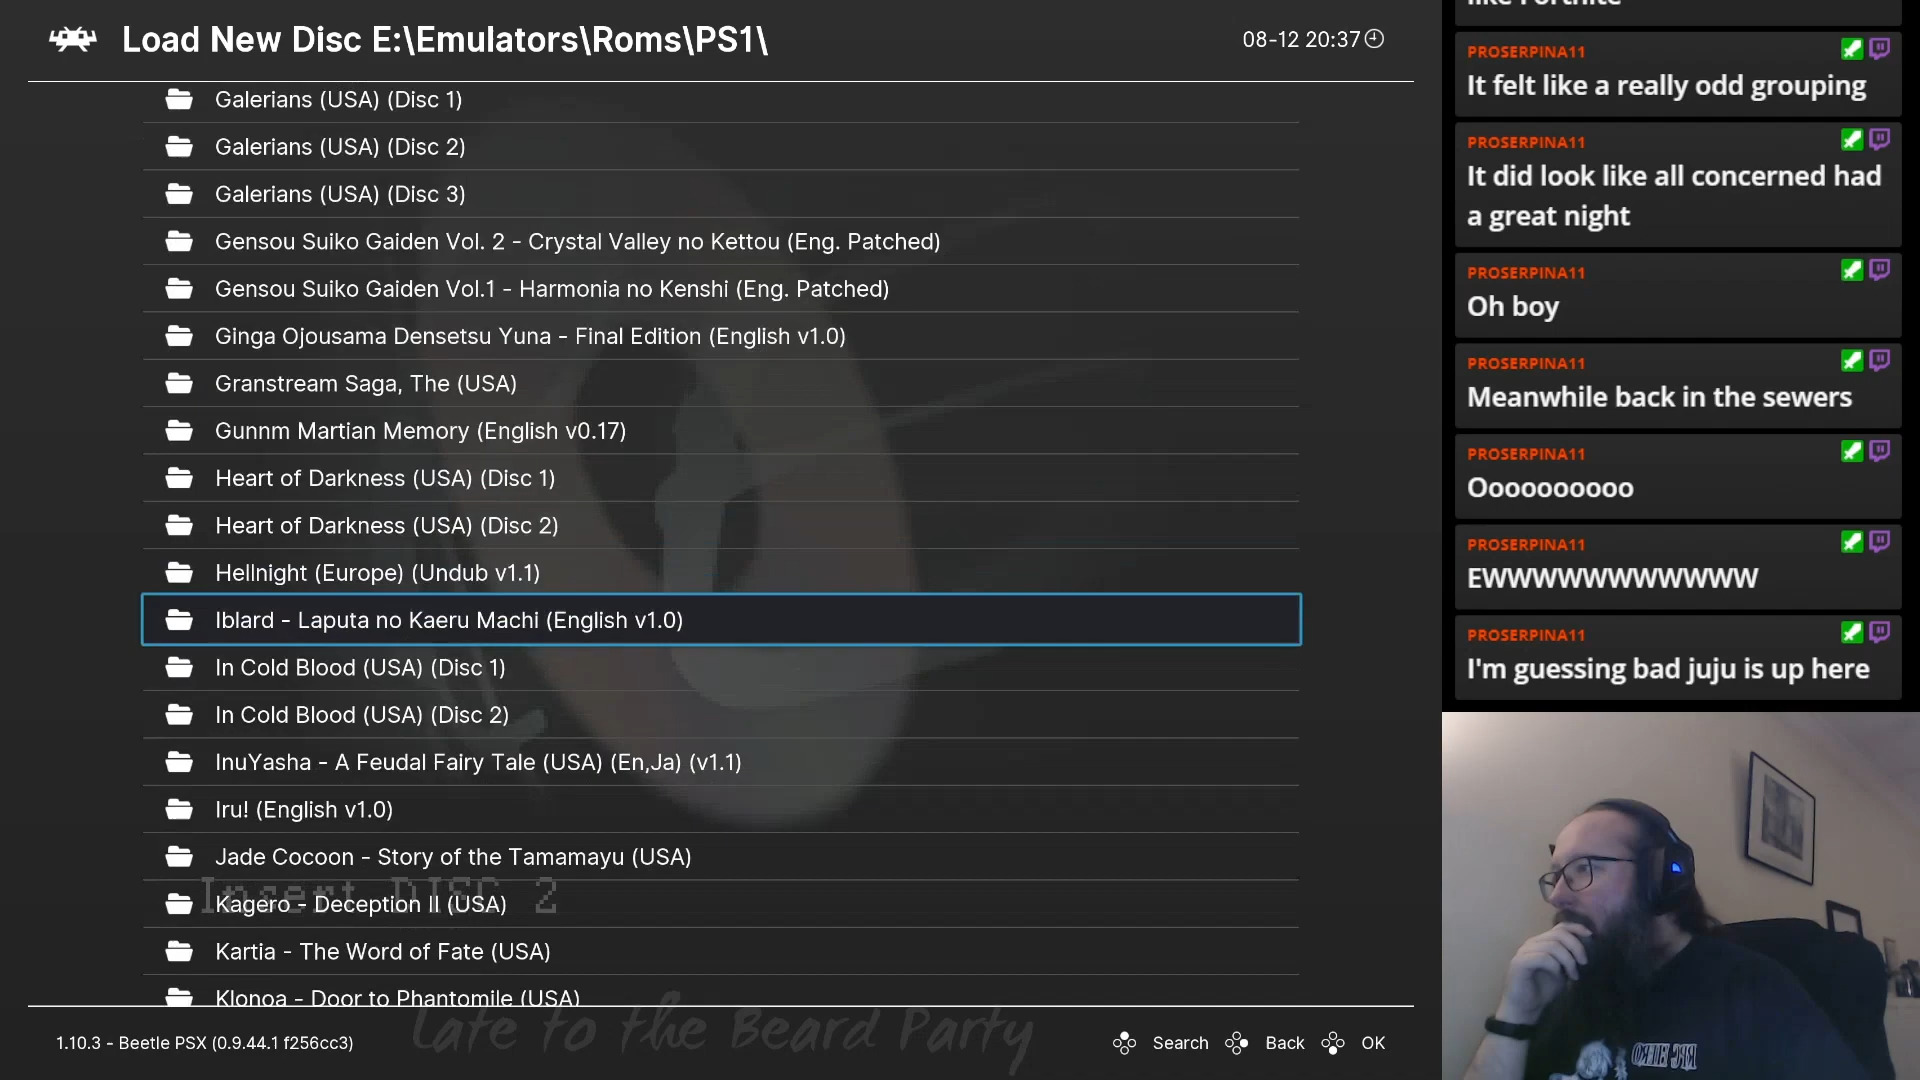 Load New Disc E:\Emulators\Roms\PS1\
08-12 20:37
Galerians (USA) (Disc 1)
Galerians (USA) (Disc 2)
Galerians (USA) (Disc 3)
Gensou Suiko Gaiden Vol. 2 - Crystal Valley no Kettou (Eng. Patched)
Gensou Suiko Gaiden Vol.1 - Harmonia no Kenshi (Eng. Patched)
Ginga Ojousama Densetsu Yuna - Final Edition (English v1.0)
Granstream Saga, The (USA)
Gunnm Martian Memory (English v0.17)
Heart of Darkness (USA) (Disc 1)
Heart of Darkness (USA) (Disc 2)
Hellnight (Europe) (Undub v1.1)
Iblard - Laputa no Kaeru Machi (English v1.0)
In Cold Blood (USA) (Disc 1)
In Cold Blood (USA) (Disc 2)
InuYasha - A Feudal Fairy Tale (USA) (En,Ja) (v1.1)
Iru! (English v1.0)
Jade Cocoon - Story of the Tamamayu (USA)
Insert DISC 2
Kagero - Deception II (USA)
Kartia - The Word of Fate (USA)
Klonoa - Door to Phantomile (USA)
Late to the Beard Party
1.10.3 - Beetle PSX (0.9.44.1 f256cc3)
Search
Back
OK
like Fortnite
PROSERPINA11
It felt like a really odd grouping
PROSERPINA11
It did look like all concerned had
a great night
PROSERPINA11
Oh boy
PROSERPINA11
Meanwhile back in the sewers
PROSERPINA11
Oooooooooo
PROSERPINA11
EWWWWWWWWWWW
PROSERPINA11
I'm guessing bad juju is up here